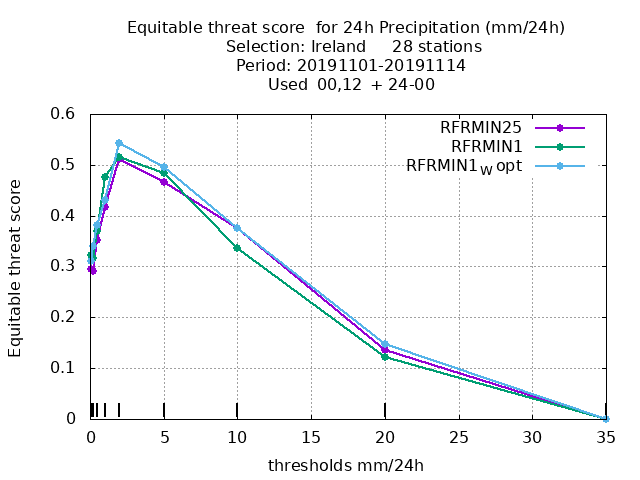 Equitable threat score  for 24h Precipitation (mm/24h)
Selection: Ireland     28 stations
Period: 20191101-20191114
Used  00,12  + 24-00
RFRMIN25
RFRMIN1
RFRMIN1W opt
Equitable threat score
0.6
0.5
0.4
0.3
0.2
0.1
0
0 5 10 15 20 25 30 35
thresholds mm/24h